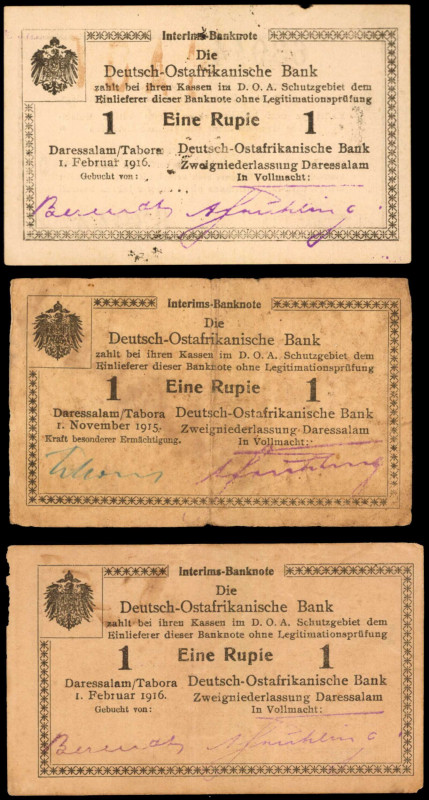 Interims-Banknote
Die
Deutsch-Ostafrikanische Bank
zahlt bei ihren Kassen im D. O. A. Schutzgebiet dem
Einlieferer dieser Banknote ohne Legitimationsprüfung
1 Eine Rupie 1
Daressalam/Tabora
1. Februar 1916.
Gebucht von:
Deutsch-Ostafrikanische Bank
Zweigniederlassung Daressalam
In Vollmacht:
Interims-Banknote
Die
Deutsch-Ostafrikanische Bank
zahlt bei ihren Kassen im D. O. A. Schutzgebiet dem
Einlieferer dieser Banknote ohne Legitimationsprüfung
1 Eine Rupie 1
Daressalam/Tabora
1. November 1915.
Kraft besonderer Ermächtigung.
Deutsch-Ostafrikanische Bank
Zweigniederlassung Daressalam
In Vollmacht:
Interims-Banknote
Die
Deutsch-Ostafrikanische Bank
zahlt bei ihren Kassen im D. O. A. Schutzgebiet dem
Einlieferer dieser Banknote ohne Legitimationsprüfung
1 Eine Rupie 1
Daressalam/Tabora
1. Februar 1916.
Gebucht von:
Deutsch-Ostafrikanische Bank
Zweigniederlassung Daressalam
In Vollmacht: